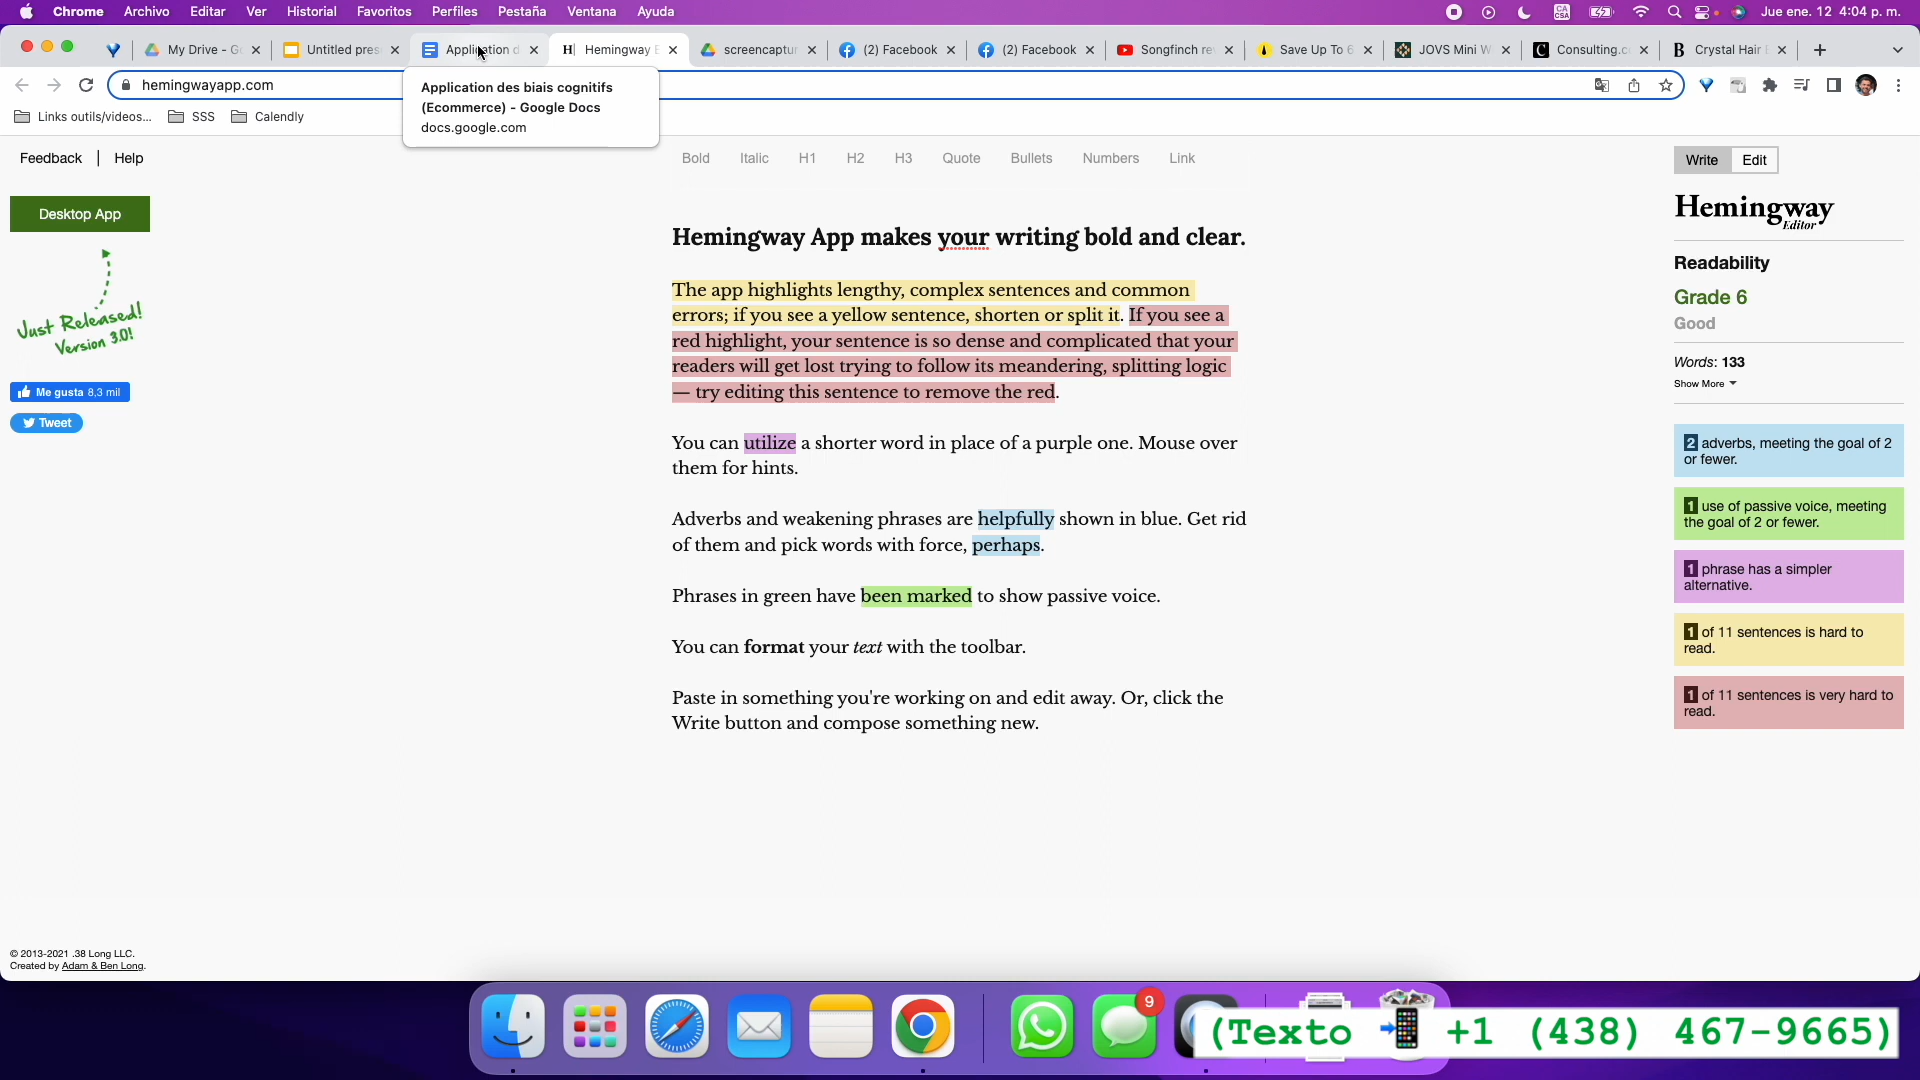 Chrome Archivo Editar Ver Historial Favoritos Perfiles Pestaña Ventana Ayuda
CA CSA
Jue ene. 12 4:04 p. m.
My Drive - G
Untitled pres
Application d
Hemingway E
screencaptur
(2) Facebook
(2) Facebook
Songfinch re
Save Up To 6
JOVS Mini W
Consulting.c
Crystal Hair
hemingwayapp.com
Application des biais cognitifs
(Ecommerce) - Google Docs
docs.google.com
Links outils/videos...
SSS
Calendly
Feedback | Help
Bold Italic H1 H2 H3 Quote Bullets Numbers Link
Write Edit
Desktop App
Just Released!
Version 3.0!
Me gusta 8,3 mil
Tweet
Hemingway App makes your writing bold and clear.
The app highlights lengthy, complex sentences and common
errors; if you see a yellow sentence, shorten or split it. If you see a
red highlight, your sentence is so dense and complicated that your
readers will get lost trying to follow its meandering, splitting logic
— try editing this sentence to remove the red.
You can utilize a shorter word in place of a purple one. Mouse over
them for hints.
Adverbs and weakening phrases are helpfully shown in blue. Get rid
of them and pick words with force, perhaps.
Phrases in green have been marked to show passive voice.
You can format your text with the toolbar.
Paste in something you're working on and edit away. Or, click the
Write button and compose something new.
Hemingway
Editor
Readability
Grade 6
Good
Words: 133
Show More
2 adverbs, meeting the goal of 2
or fewer.
1 use of passive voice, meeting
the goal of 2 or fewer.
1 phrase has a simpler
alternative.
1 of 11 sentences is hard to
read.
1 of 11 sentences is very hard to
read.
© 2013-2021 .38 Long LLC.
Created by Adam & Ben Long.
9
(Texto 📲 +1 (438) 467-9665)